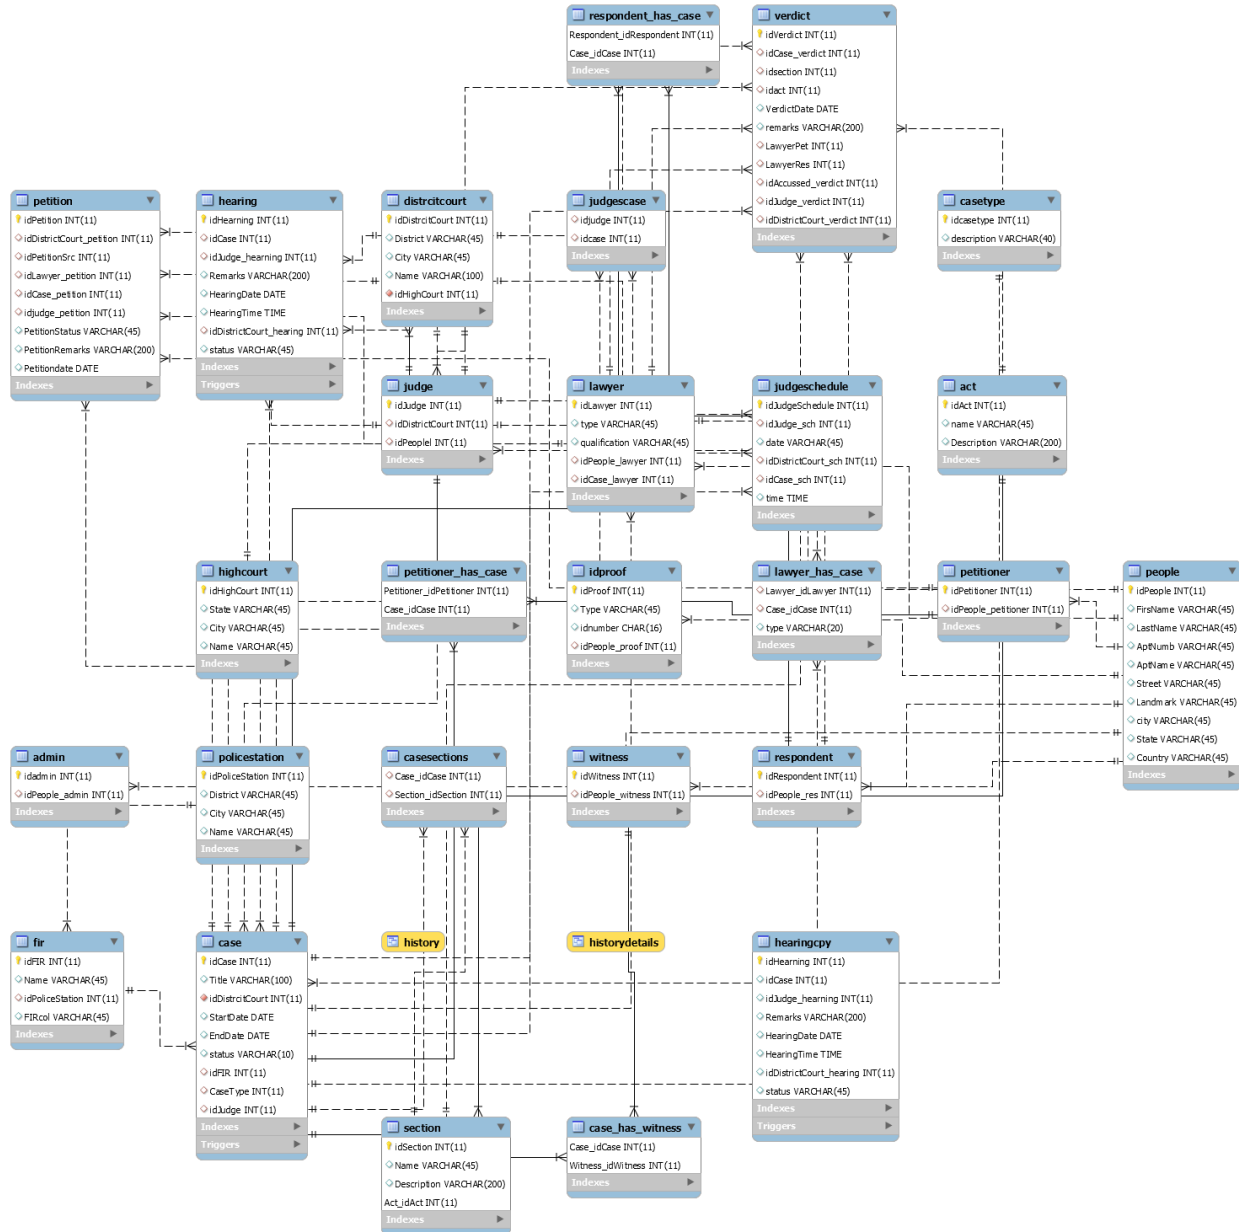 respondent_has_case
Respondent_idRespondent INT(11)
Case_idCase INT(11)
Indexes
verdict
idVerdict INT(11)
idCase_verdict INT(11)
idsection INT(11)
idact INT(11)
VerdictDate DATE
remarks VARCHAR(200)
LawyerPet INT(11)
LawyerRes INT(11)
idAccussed_verdict INT(11)
idJudge_verdict INT(11)
idDistrictCourt_verdict INT(11)
Indexes
petition
idPetition INT(11)
idDistrictCourt_petition INT(11)
idPetitionSrc INT(11)
idLawyer_petition INT(11)
idCase_petition INT(11)
idjudge_petition INT(11)
PetitionStatus VARCHAR(45)
PetitionRemarks VARCHAR(200)
Petitiondate DATE
Indexes
hearing
idHearning INT(11)
idCase INT(11)
idJudge_hearning INT(11)
Remarks VARCHAR(200)
HearingDate DATE
HearingTime TIME
idDistrictCourt_hearing INT(11)
status VARCHAR(45)
Indexes
Triggers
distrcitcourt
idDistrcitCourt INT(11)
District VARCHAR(45)
City VARCHAR(45)
Name VARCHAR(100)
idHighCourt INT(11)
Indexes
judgescase
idjudge INT(11)
idcase INT(11)
Indexes
casetype
idcasetype INT(11)
description VARCHAR(40)
Indexes
judge
idJudge INT(11)
idDistrictCourt INT(11)
idPeoplel INT(11)
Indexes
lawyer
idLawyer INT(11)
type VARCHAR(45)
qualification VARCHAR(45)
idPeople_lawyer INT(11)
idCase_lawyer INT(11)
Indexes
judgeschedule
idJudgeSchedule INT(11)
idJudge_sch INT(11)
date VARCHAR(45)
idDistrictCourt_sch INT(11)
idCase_sch INT(11)
time TIME
Indexes
act
idAct INT(11)
name VARCHAR(45)
Description VARCHAR(200)
Indexes
highcourt
idHighCourt INT(11)
State VARCHAR(45)
City VARCHAR(45)
Name VARCHAR(45)
Indexes
petitioner_has_case
Petitioner_idPetitioner INT(11)
Case_idCase INT(11)
Indexes
idproof
idProof INT(11)
Type VARCHAR(45)
idnumber CHAR(16)
idPeople_proof INT(11)
Indexes
lawyer_has_case
Lawyer_idLawyer INT(11)
Case_idCase INT(11)
type VARCHAR(20)
Indexes
petitioner
idPetitioner INT(11)
idPeople_petitioner INT(11)
Indexes
people
idPeople INT(11)
FirsName VARCHAR(45)
LastName VARCHAR(45)
AptNumb VARCHAR(45)
AptName VARCHAR(45)
Street VARCHAR(45)
Landmark VARCHAR(45)
city VARCHAR(45)
State VARCHAR(45)
Country VARCHAR(45)
Indexes
admin
idadmin INT(11)
idPeople_admin INT(11)
Indexes
policestation
idPoliceStation INT(11)
District VARCHAR(45)
City VARCHAR(45)
Name VARCHAR(45)
Indexes
casesections
Case_idCase INT(11)
Section_idSection INT(11)
Indexes
witness
idWitness INT(11)
idPeople_witness INT(11)
Indexes
respondent
idRespondent INT(11)
idPeople_res INT(11)
Indexes
fir
idFIR INT(11)
Name VARCHAR(45)
idPoliceStation INT(11)
FIRcol VARCHAR(45)
Indexes
case
idCase INT(11)
Title VARCHAR(100)
idDistrcitCourt INT(11)
StartDate DATE
EndDate DATE
status VARCHAR(10)
idFIR INT(11)
CaseType INT(11)
idJudge INT(11)
Indexes
Triggers
history
historydetails
hearingcpy
idHearning INT(11)
idCase INT(11)
idJudge_hearning INT(11)
Remarks VARCHAR(200)
HearingDate DATE
HearingTime TIME
idDistrictCourt_hearing INT(11)
status VARCHAR(45)
Indexes
Triggers
section
idSection INT(11)
Name VARCHAR(45)
Description VARCHAR(200)
Act_idAct INT(11)
Indexes
case_has_witness
Case_idCase INT(11)
Witness_idWitness INT(11)
Indexes